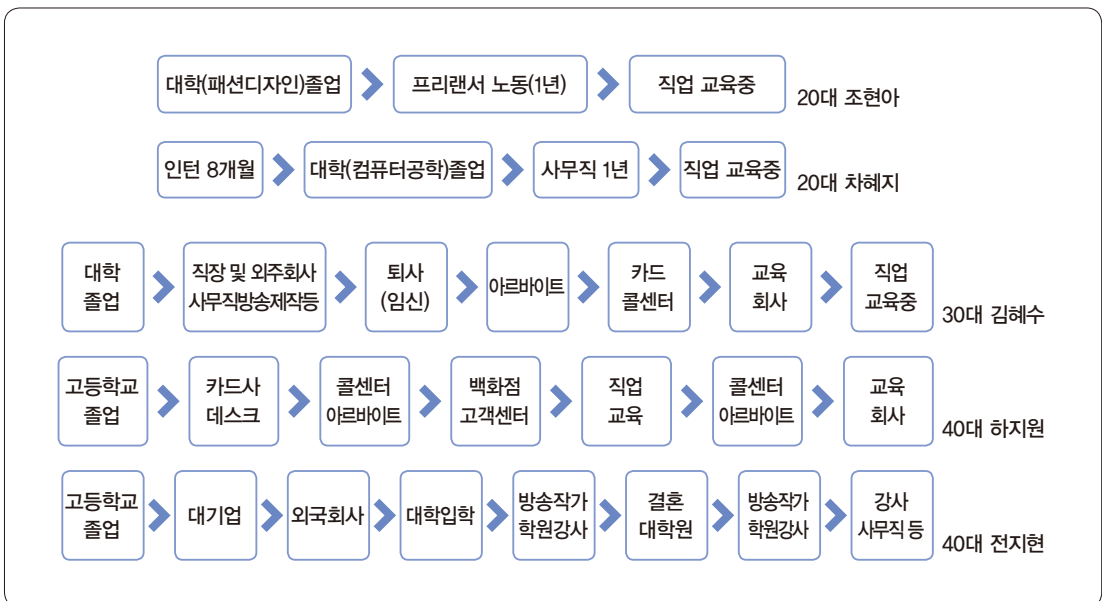 대학(패션디자인)졸업
프리랜서 노동(1년)
직업 교육중
20대 조현아
인턴 8개월
대학(컴퓨터공학)졸업
사무직 1년
직업 교육중
20대 차혜지
대학
졸업
직장 및 외주회사
사무직방송제작등
퇴사
(임신)
아르바이트
카드
콜센터
교육
회사
직업
교육중
30대 김혜수
고등학교
졸업
카드사
데스크
콜센터
아르바이트
백화점
고객센터
직업
교육
콜센터
아르바이트
교육
회사
40대 하지원
고등학교
졸업
대기업
외국회사
대학입학
방송작가
학원강사
결혼
대학원
방송작가
학원강사
강사
사무직 등
40대 전지현